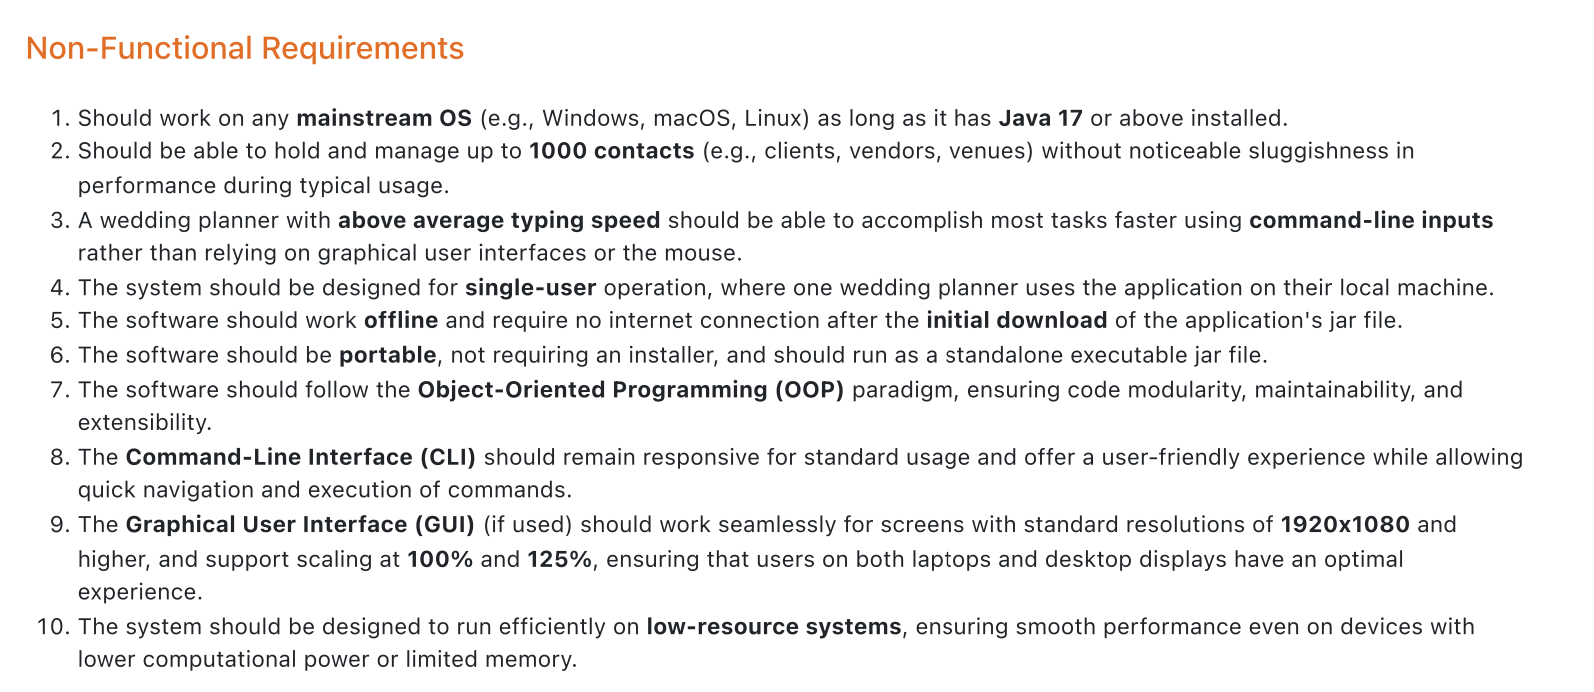 Non-Functional Requirements
1. Should work on any mainstream OS (e.g., Windows, macOS, Linux) as long as it has Java 17 or above installed.
2. Should be able to hold and manage up to 1000 contacts (e.g., clients, vendors, venues) without noticeable sluggishness in
performance during typical usage.
3. A wedding planner with above average typing speed should be able to accomplish most tasks faster using command-line inputs
rather than relying on graphical user interfaces or the mouse.
4. The system should be designed for single-user operation, where one wedding planner uses the application on their local machine.
5. The software should work offline and require no internet connection after the initial download of the application's jar file.
6. The software should be portable, not requiring an installer, and should run as a standalone executable jar file.
7. The software should follow the Object-Oriented Programming (OOP) paradigm, ensuring code modularity, maintainability, and
extensibility.
8. The Command-Line Interface (CLI) should remain responsive for standard usage and offer a user-friendly experience while allowing
quick navigation and execution of commands.
9. The Graphical User Interface (GUI) (if used) should work seamlessly for screens with standard resolutions of 1920x1080 and
higher, and support scaling at 100% and 125%, ensuring that users on both laptops and desktop displays have an optimal
experience.
10. The system should be designed to run efficiently on low-resource systems, ensuring smooth performance even on devices with
lower computational power or limited memory.